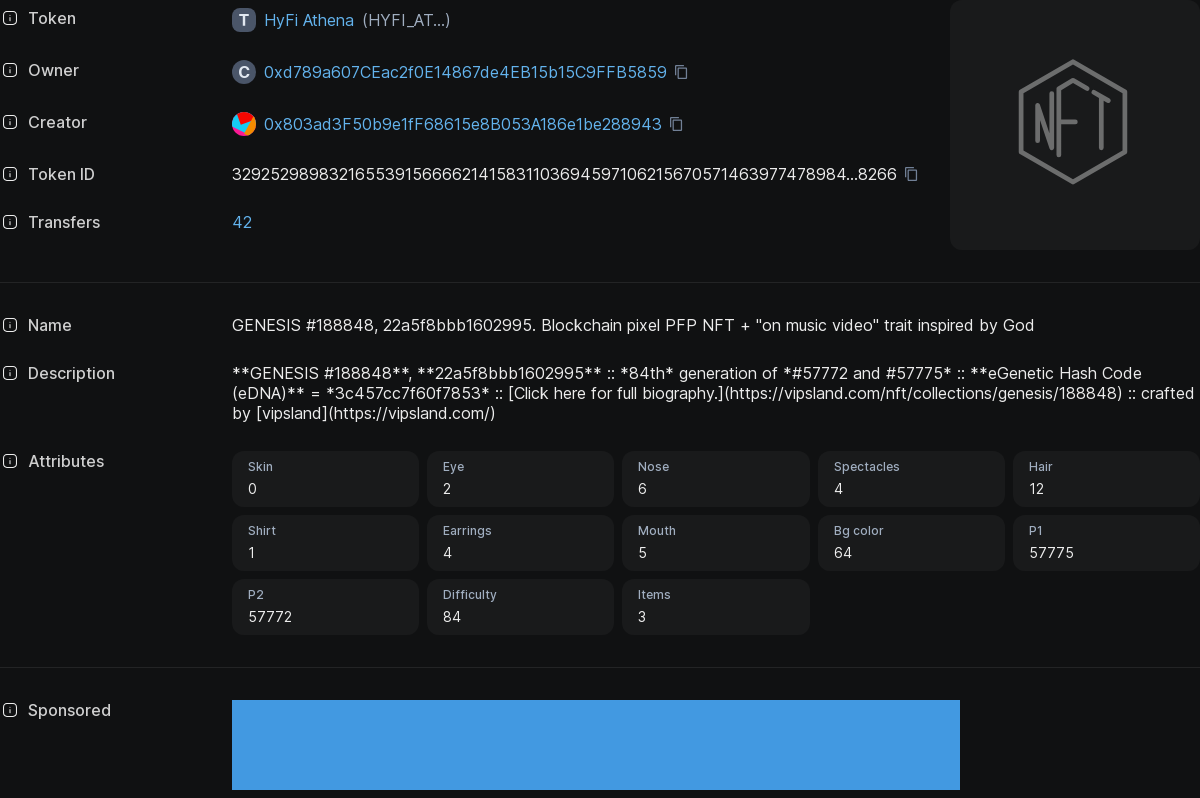 Token
T HyFi Athena (HYFI_AT...)
Owner
C 0xd789a607CEac2f0E14867de4EB15b15C9FFB5859
Creator
0x803ad3F50b9e1fF68615e8B053A186e1be288943
Token ID
32925298983216553915666621415831103694597106215670571463977478984...8266
Transfers
42
NFT
Name
GENESIS #188848, 22a5f8bbb1602995. Blockchain pixel PFP NFT + "on music video" trait inspired by God
Description
**GENESIS #188848**, **22a5f8bbb1602995** :: *84th* generation of *#57772 and #57775* :: **eGenetic Hash Code
(eDNA)** = *3c457cc7f60f7853* :: [Click here for full biography.](https://vipsland.com/nft/collections/genesis/188848) :: crafted
by [vipsland](https://vipsland.com/)
Attributes
Skin
0
Eye
2
Nose
6
Spectacles
4
Hair
12
Shirt
1
Earrings
4
Mouth
5
Bg color
64
P1
57775
P2
57772
Difficulty
84
Items
3
Sponsored